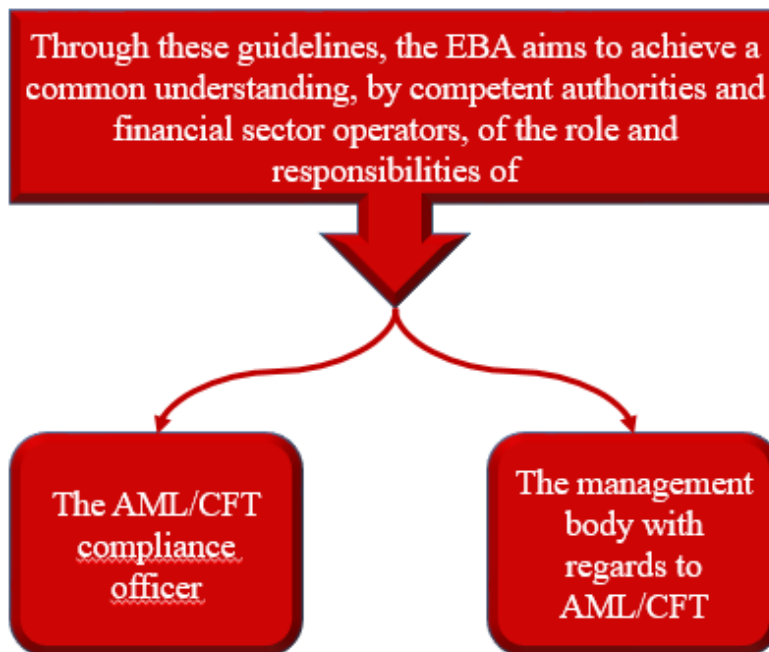 Through these guidelines, the EBA aims to achieve a
common understanding, by competent authorities and
financial sector operators, of the role and
responsibilities of
The AML/CFT
compliance
officer
The management
body with
regards to
AML/CFT